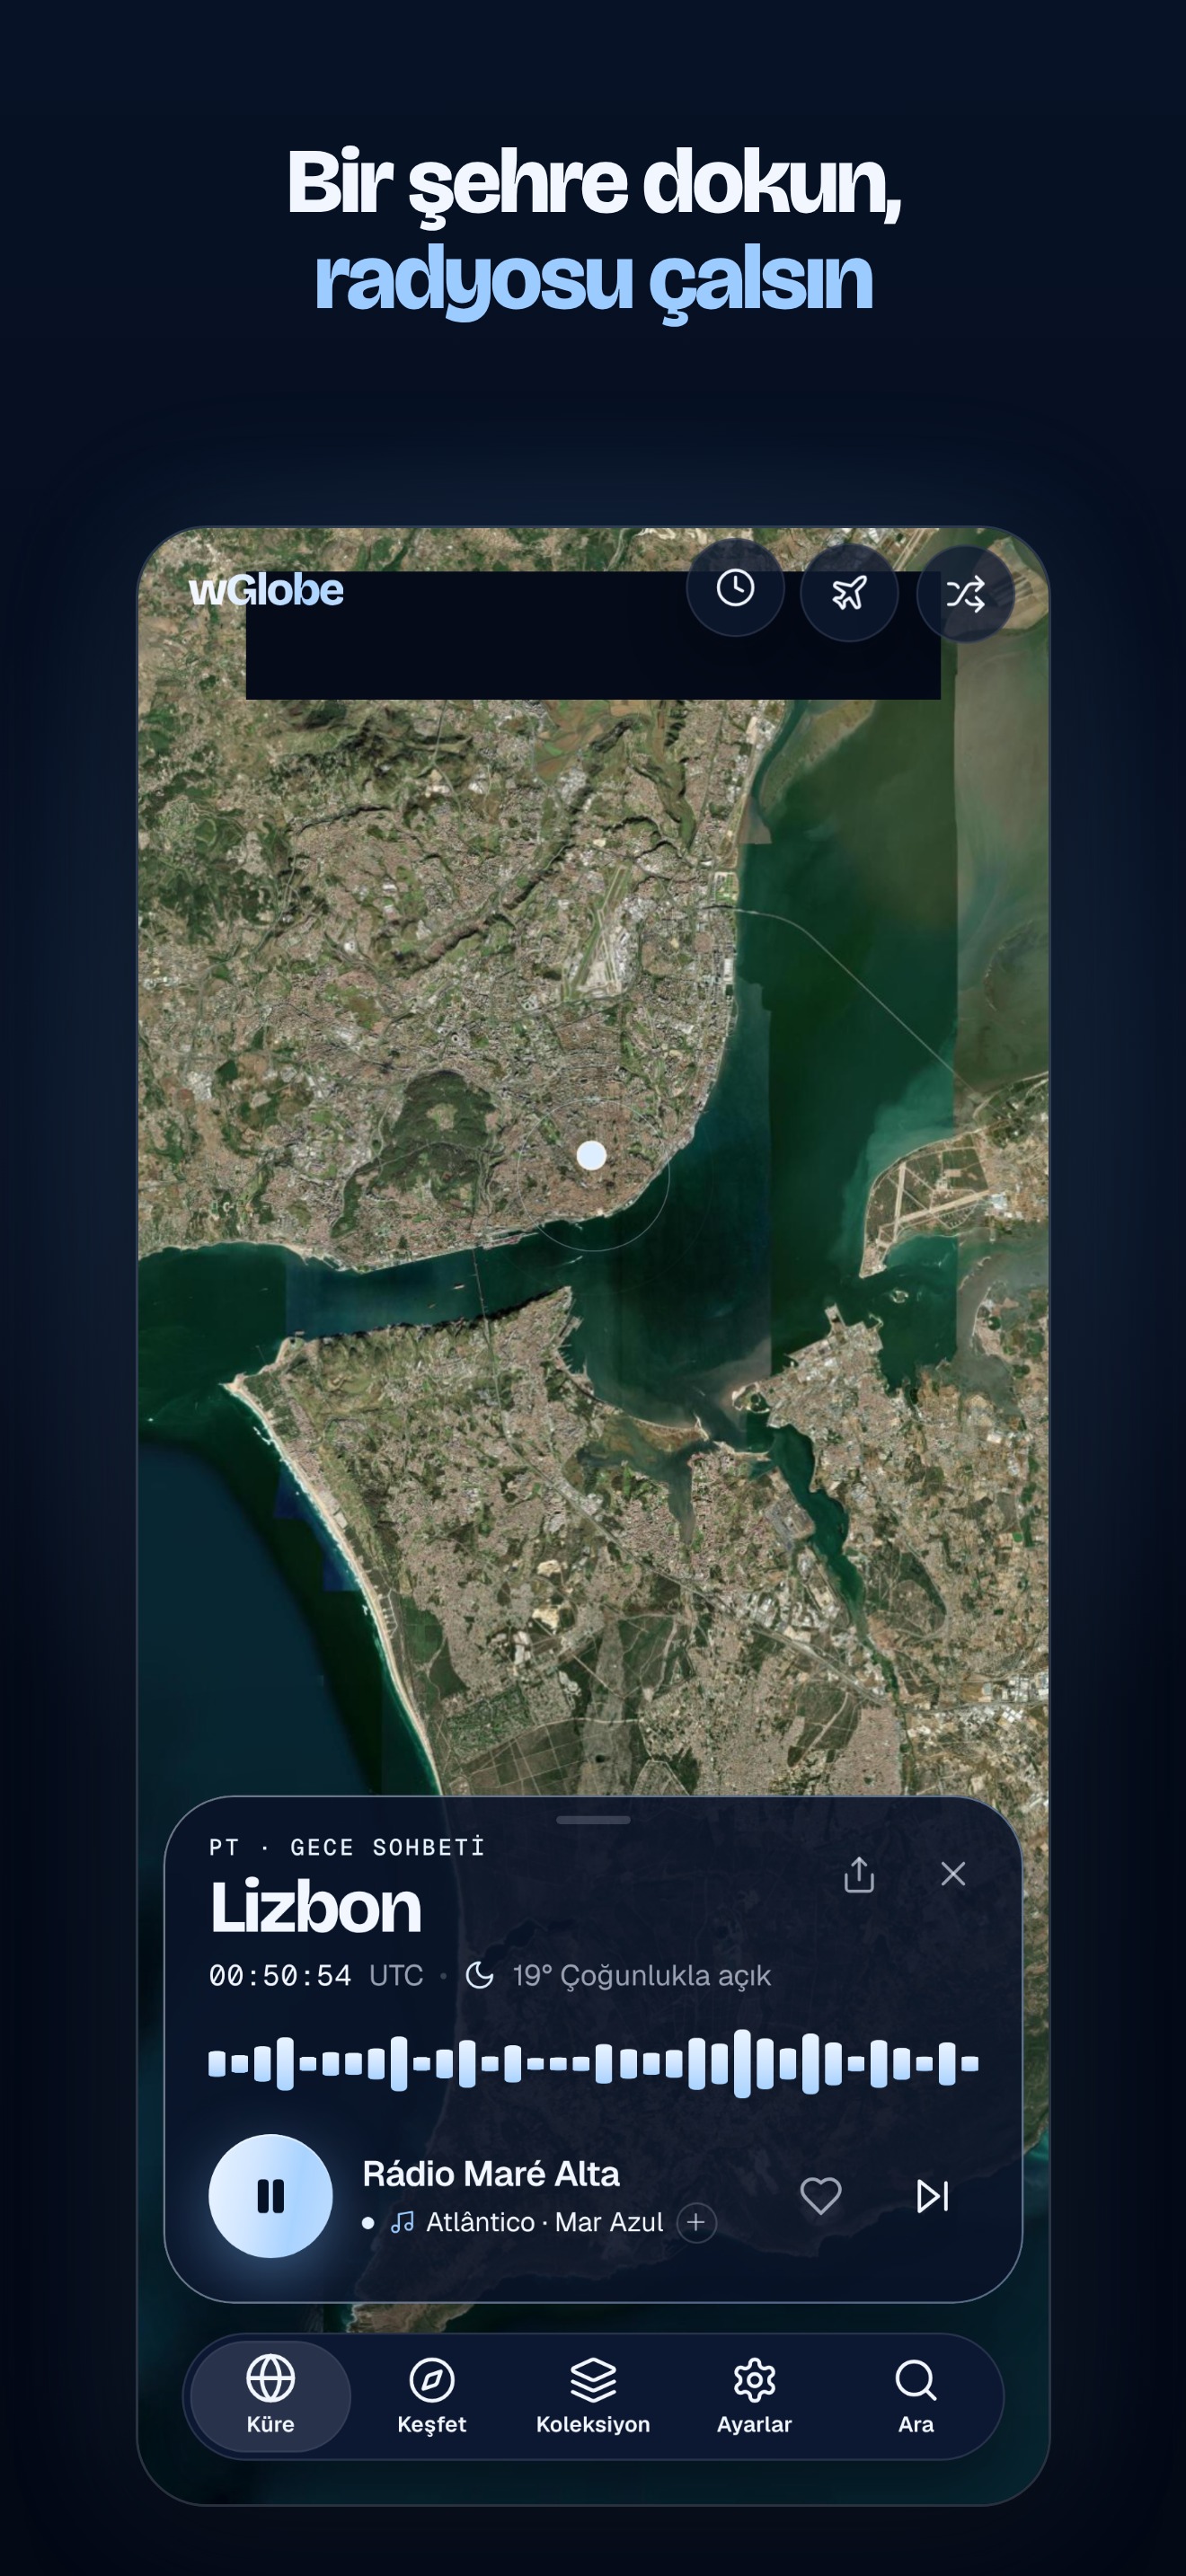 Bir şehre dokun,
radyosu çalsın
wGlobe
PT · GECE SOHBETİ
Lizbon
00:50:54 UTC • 19° Çoğunlukla açık
Rádio Maré Alta
Atlântico · Mar Azul
Küre
Keşfet
Koleksiyon
Ayarlar
Ara